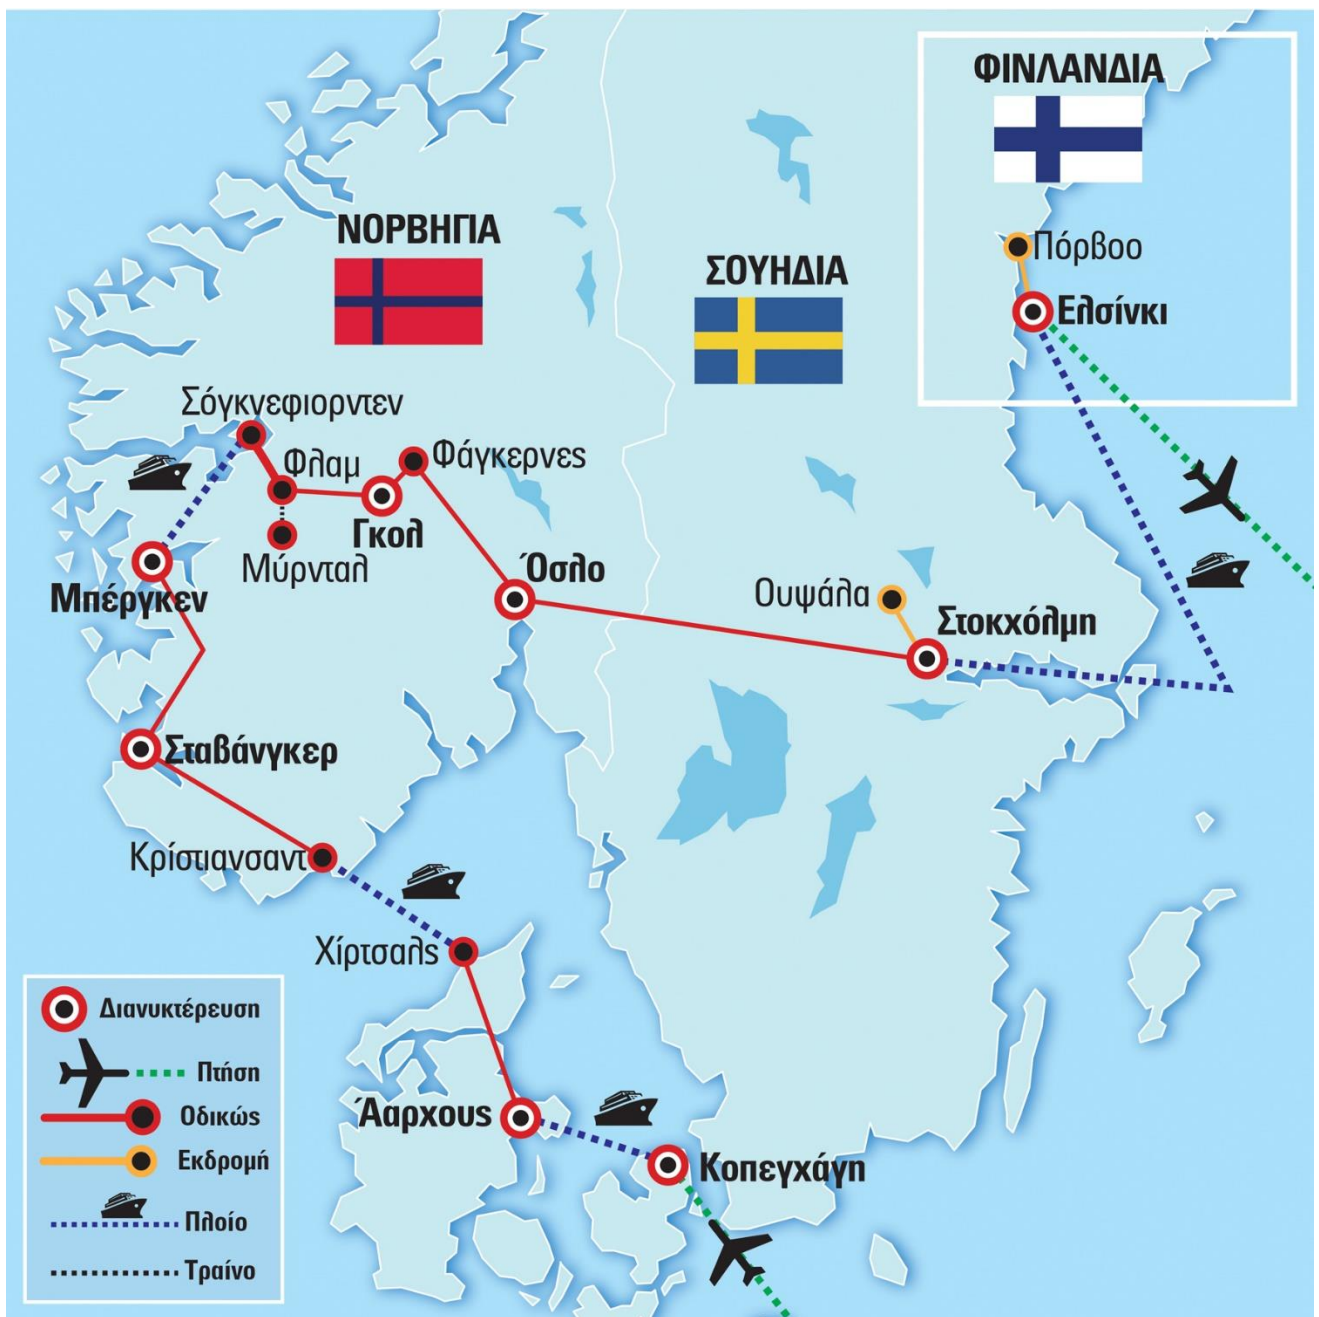 ΦΙΝΛΑΝΔΙΑ
ΝΟΡΒΗΓΙΑ
Πόρβοο
ΣΟΥΗΔΙΑ
Ελσίνκι
Σόγκνεφιορντεν
Φλαμ
Φάγκερνες
Γκολ
Μύρνταλ
Όσλο
Μπέργκεν
Ουψάλα
Στοκχόλμη
Σταβάνγκερ
Κρίστιανσαντ
Χίρτσαλς
Άαρχους
Κοπεγχάγη
Διανυκτέρευση
Πτήση
Οδικώς
Εκδρομή
Πλοίο
Τραίνο